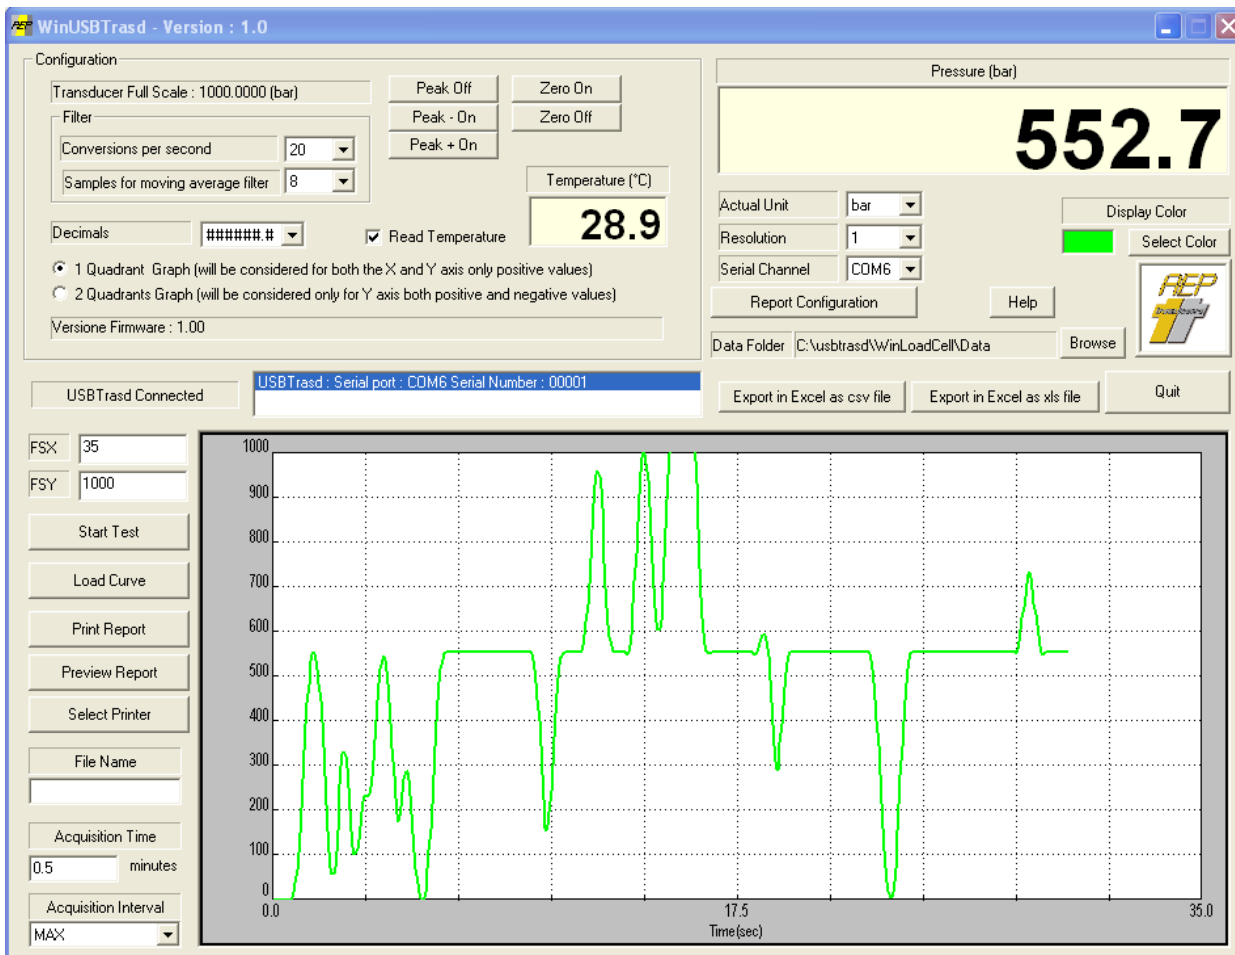 WinUSBTrasd - Version : 1.0
Configuration
Transducer Full Scale : 1000.0000 (bar)
Peak Off
Zero On
Peak - On
Zero Off
Peak + On
Filter
Conversions per second
20
Samples for moving average filter
8
Temperature (°C)
28.9
Decimals
######.#
Read Temperature
1 Quadrant Graph (will be considered for both the X and Y axis only positive values)
2 Quadrants Graph (will be considered only for Y axis both positive and negative values)
Versione Firmware : 1.00
Pressure (bar)
552.7
Actual Unit
bar
Resolution
1
Serial Channel
COM6
Display Color
Select Color
Report Configuration
Help
AEP
Data Folder
C:\usbtrasd\WinLoadCell\Data
Browse
USBTrasd Connected
USBTrasd : Serial port : COM6 Serial Number : 00001
Export in Excel as csv file
Export in Excel as xls file
Quit
FSX
35
FSY
1000
Start Test
Load Curve
Print Report
Preview Report
Select Printer
File Name
Acquisition Time
0.5 minutes
Acquisition Interval
MAX
1000
900
800
700
600
500
400
300
200
100
0
0.0
17.5
35.0
Time(sec)